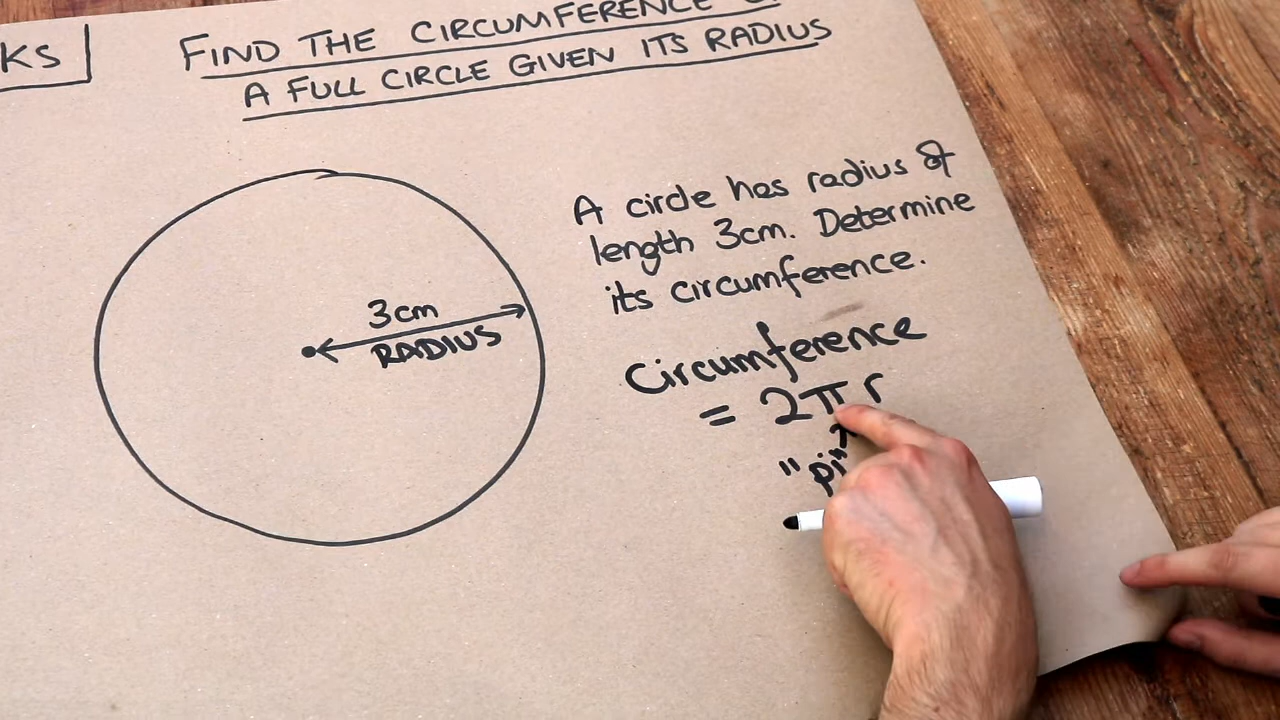 KS
FIND THE CIRCUMFERENCE
A FULL CIRCLE GIVEN ITS RADIUS
A circle has radius of
length 3cm. Determine
its circumference.
3cm
RADIUS
Circumference
= 2πr
"pi"